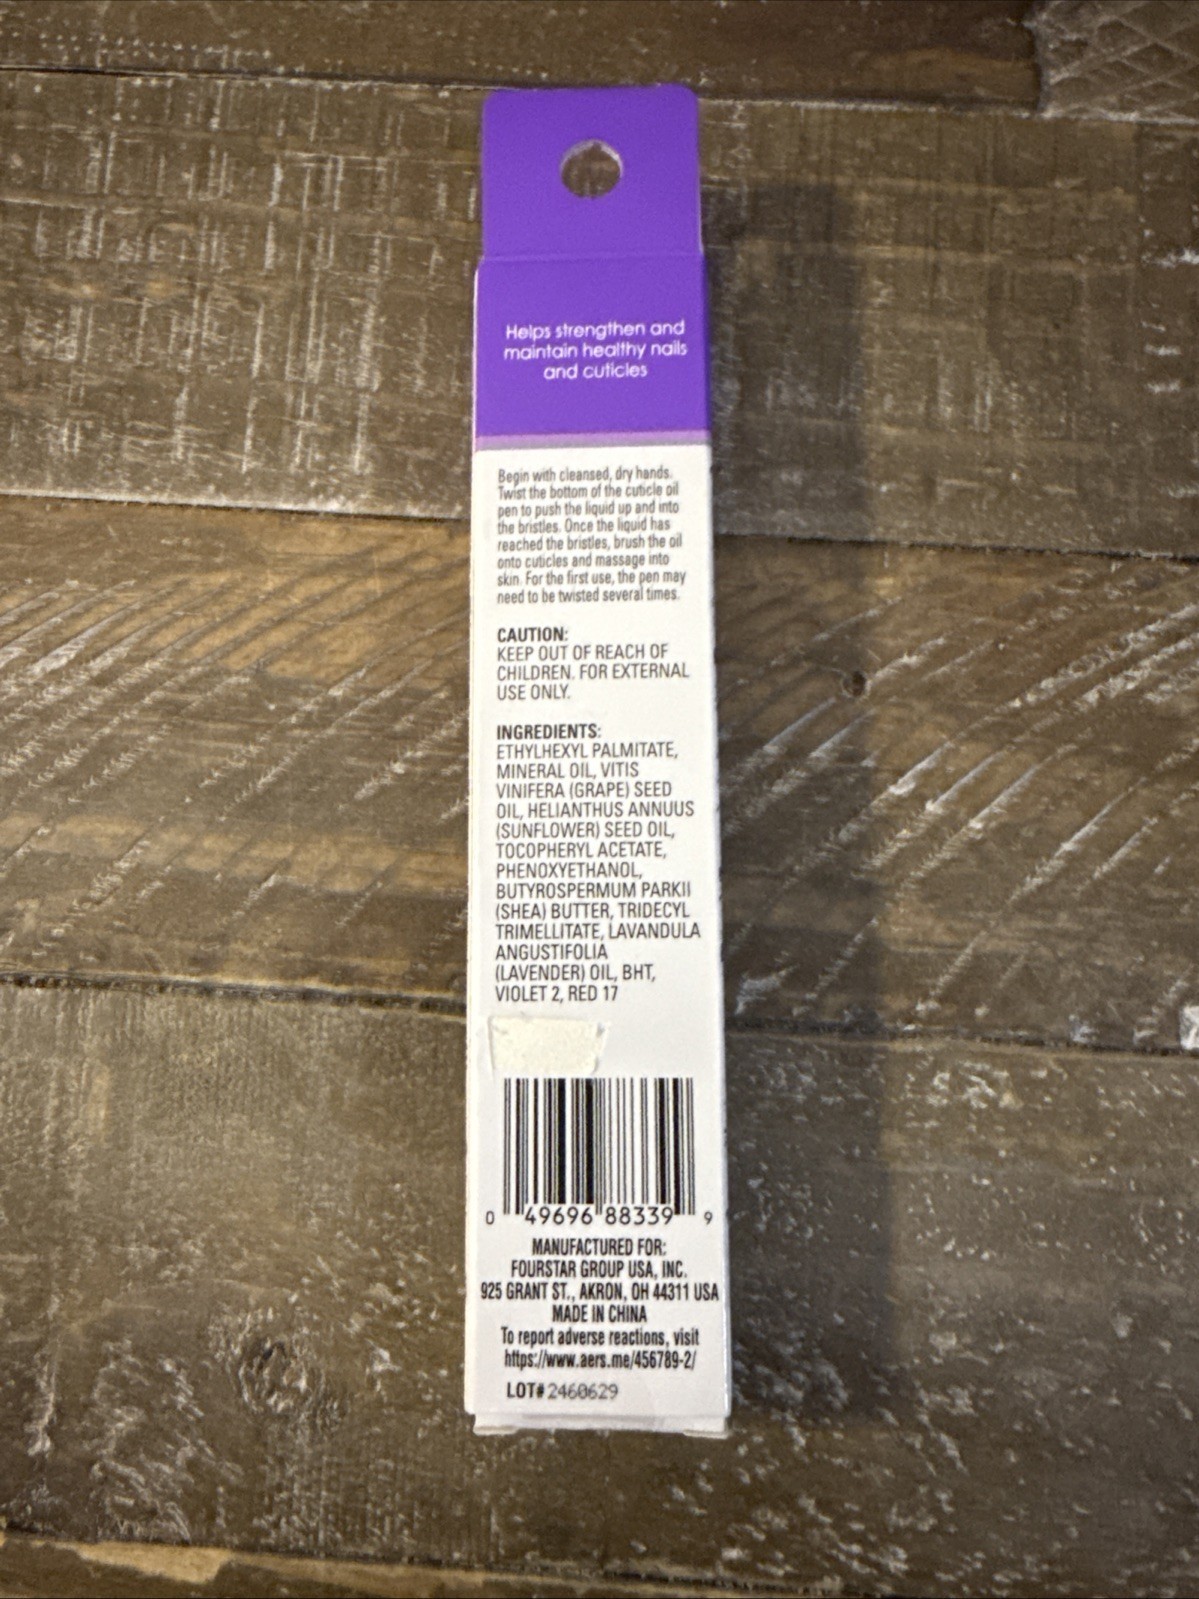 Helps strengthen and
maintain healthy nails
and cuticles
Begin with cleansed, dry hands.
Twist the bottom of the cuticle oil
pen to push the liquid up and into
the bristles. Once the liquid has
reached the bristles, brush the oil
onto cuticles and massage into
skin. For the first use, the pen may
need to be twisted several times.
CAUTION:
KEEP OUT OF REACH OF
CHILDREN. FOR EXTERNAL
USE ONLY.
INGREDIENTS:
ETHYLHEXYL PALMITATE,
MINERAL OIL, VITIS
VINIFERA (GRAPE) SEED
OIL, HELIANTHUS ANNUUS
(SUNFLOWER) SEED OIL,
TOCOPHERYL ACETATE,
PHENOXYETHANOL,
BUTYROSPERMUM PARKII
(SHEA) BUTTER, TRIDECYL
TRIMELLITATE, LAVANDULA
ANGUSTIFOLIA
(LAVENDER) OIL, BHT,
VIOLET 2, RED 17
0 49696 88339 9
MANUFACTURED FOR:
FOURSTAR GROUP USA, INC.
925 GRANT ST., AKRON, OH 44311 USA
MADE IN CHINA
To report adverse reactions, visit
https://www.aers.me/456789-2/
LOT# 2460629